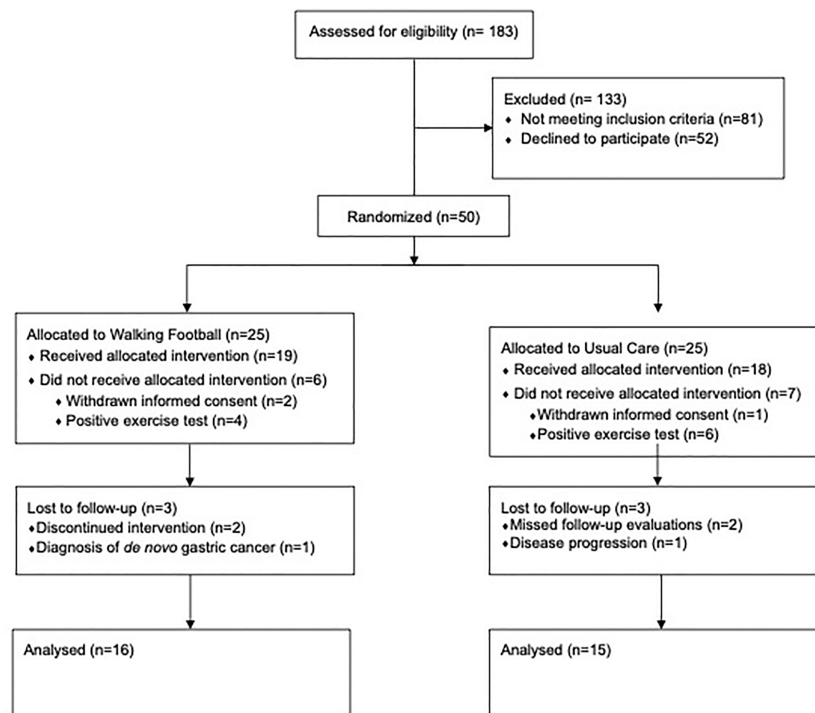 Assessed for eligibility (n= 183)
Excluded (n= 133)
♦ Not meeting inclusion criteria (n=81)
♦ Declined to participate (n=52)
Randomized (n=50)
Allocated to Walking Football (n=25)
♦ Received allocated intervention (n=19)
♦ Did not receive allocated intervention (n=6)
♦ Withdrawn informed consent (n=2)
♦ Positive exercise test (n=4)
Allocated to Usual Care (n=25)
♦ Received allocated intervention (n=18)
♦ Did not receive allocated intervention (n=7)
♦Withdrawn informed consent (n=1)
♦Positive exercise test (n=6)
Lost to follow-up (n=3)
♦Discontinued intervention (n=2)
♦Diagnosis of de novo gastric cancer (n=1)
Lost to follow-up (n=3)
♦Missed follow-up evaluations (n=2)
♦Disease progression (n=1)
Analysed (n=16)
Analysed (n=15)